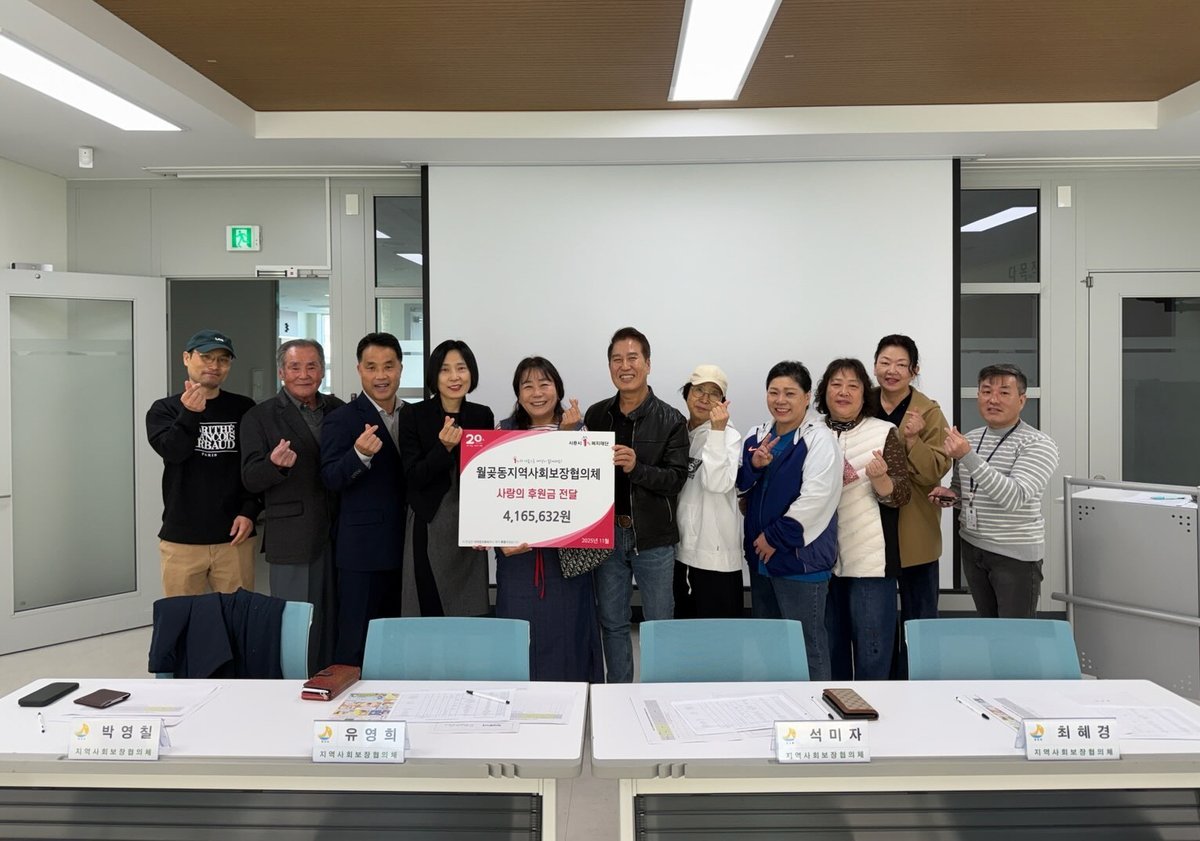 MARITHÉ
FRANCOIS
GIRBAUD
PARIS
20
시흥시 복지재단
월곶동지역사회보장협의체
사랑의 후원금 전달
4,165,632원
2025년 11월
박영칠
지역사회보장협의체
유영희
지역사회보장협의체
석미자
지역사회보장협의체
최혜경
지역사회보장협의체